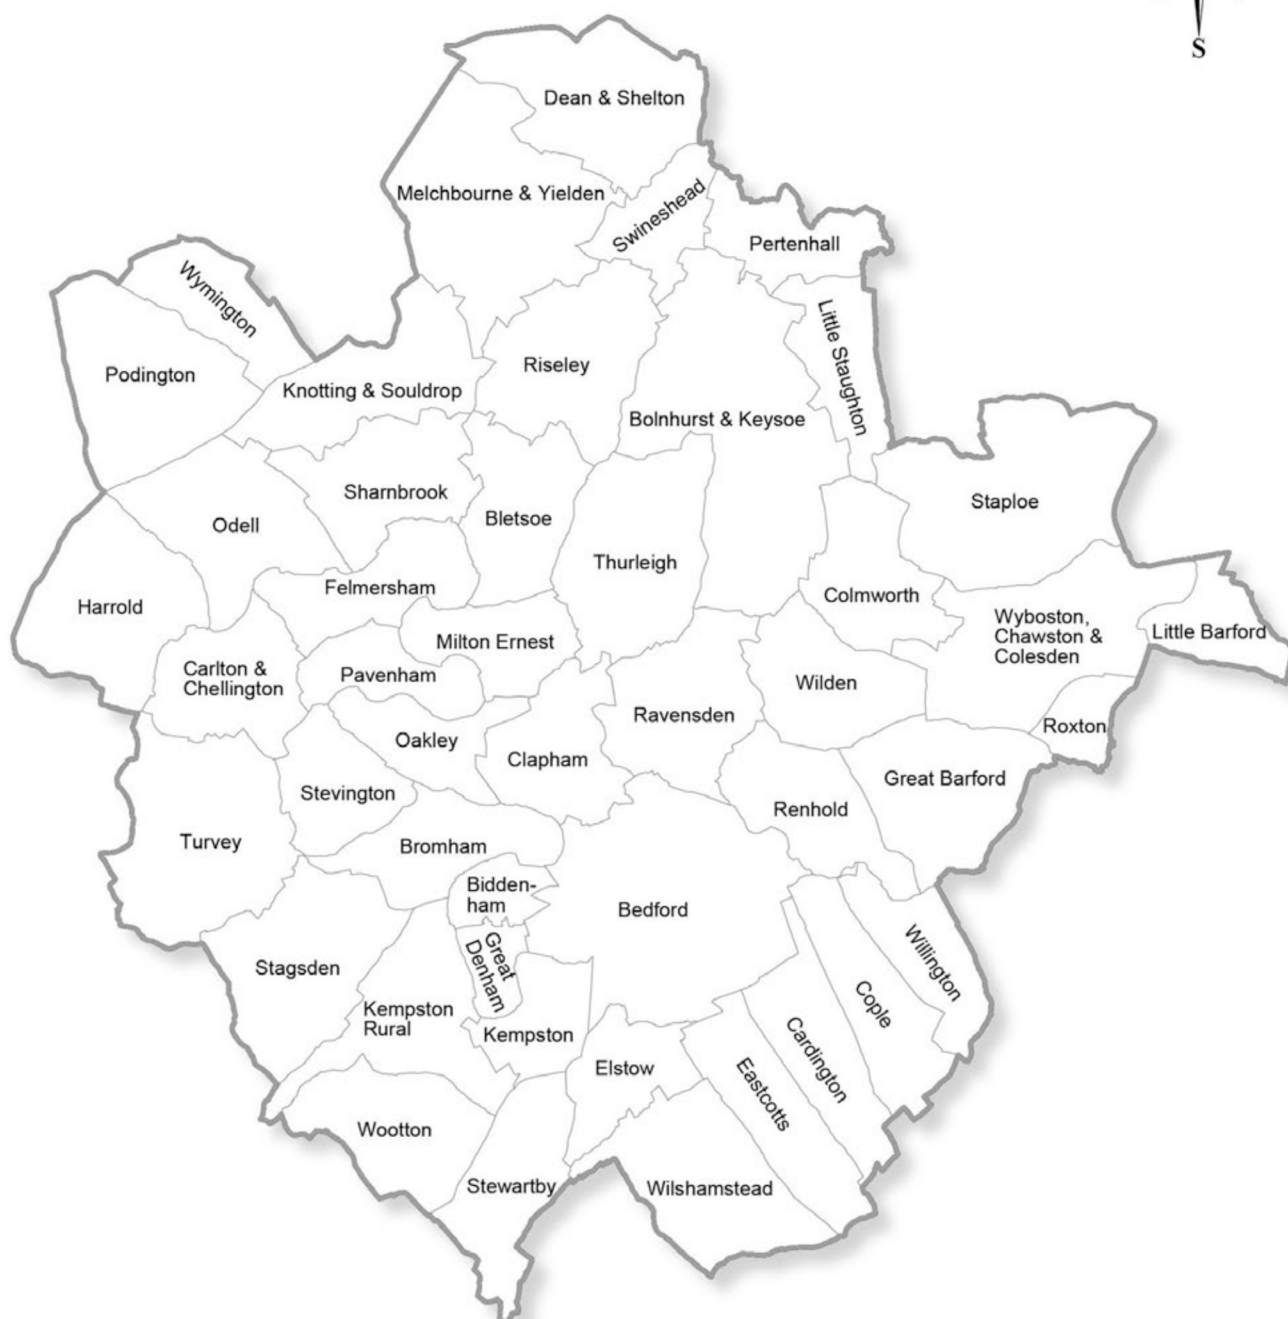 S
Dean & Shelton
Melchbourne & Yielden
Swineshead
Pertenhall
Wymington
Little Staughton
Podington
Riseley
Knotting & Souldrop
Bolnhurst & Keysoe
Sharnbrook
Staploe
Odell
Bletsoe
Thurleigh
Felmersham
Colmworth
Harrold
Wyboston,
Chawston &
Colesden
Little Barford
Milton Ernest
Carlton &
Chellington
Pavenham
Wilden
Ravensden
Roxton
Oakley
Clapham
Great Barford
Stevington
Renhold
Turvey
Bromham
Bidden-
ham
Bedford
Great
Denham
Willington
Stagsden
Kempston
Rural
Cople
Kempston
Cardington
Elstow
Eastcotts
Wootton
Stewartby
Wilshamstead